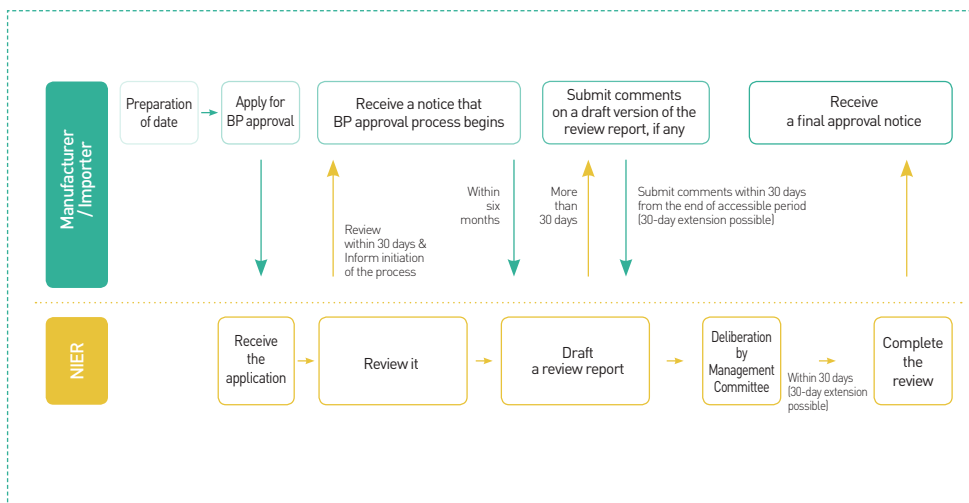 Manufacturer
/ Importer
Preparation
of date
Apply for
BP approval
Receive a notice that
BP approval process begins
Submit comments
on a draft version of the
review report, if any
Receive
a final approval notice
Review
within 30 days &
Inform initiation
of the process
Within
six
months
More
than
30 days
Submit comments within 30 days
from the end of accessible period
(30-day extension possible)
NIER
Receive
the
application
Review it
Draft
a review report
Deliberation
by
Management
Committee
Within 30 days
(30-day extension
possible)
Complete
the
review